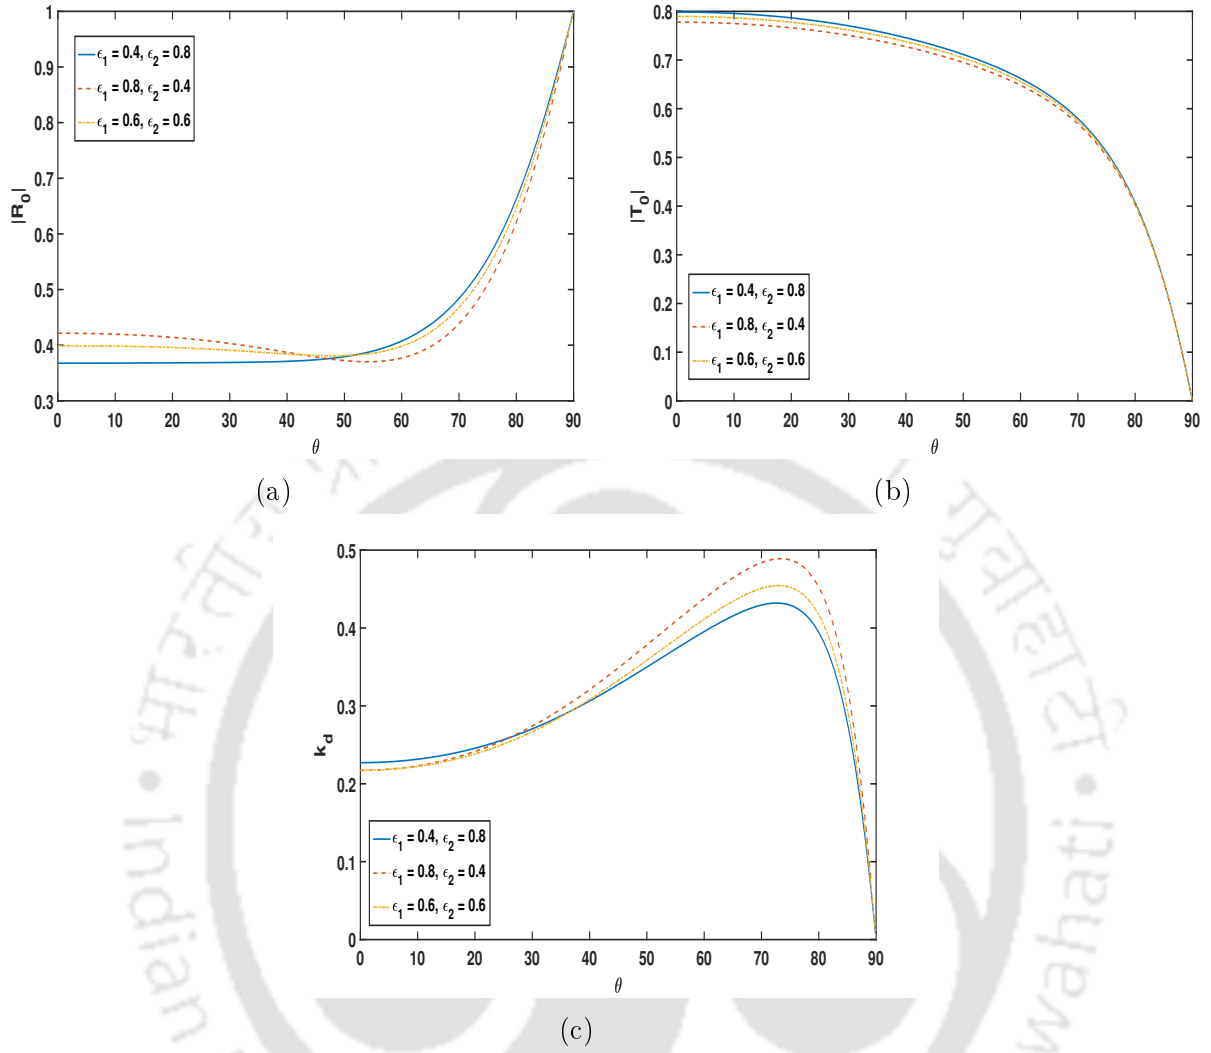 1
0.9
0.8
0.7
0.6
0.5
0.4
0.3
0 10 20 30 40 50 60 70 80 90
|R₀|
θ
ϵ₁ = 0.4, ϵ₂ = 0.8
ϵ₁ = 0.8, ϵ₂ = 0.4
ϵ₁ = 0.6, ϵ₂ = 0.6
(a)
0.8
0.7
0.6
0.5
0.4
0.3
0.2
0.1
0
0 10 20 30 40 50 60 70 80 90
|T₀|
θ
ϵ₁ = 0.4, ϵ₂ = 0.8
ϵ₁ = 0.8, ϵ₂ = 0.4
ϵ₁ = 0.6, ϵ₂ = 0.6
(b)
0.5
0.4
0.3
0.2
0.1
0
0 10 20 30 40 50 60 70 80 90
k_d
θ
ϵ₁ = 0.4, ϵ₂ = 0.8
ϵ₁ = 0.8, ϵ₂ = 0.4
ϵ₁ = 0.6, ϵ₂ = 0.6
(c)
Indian
wahati